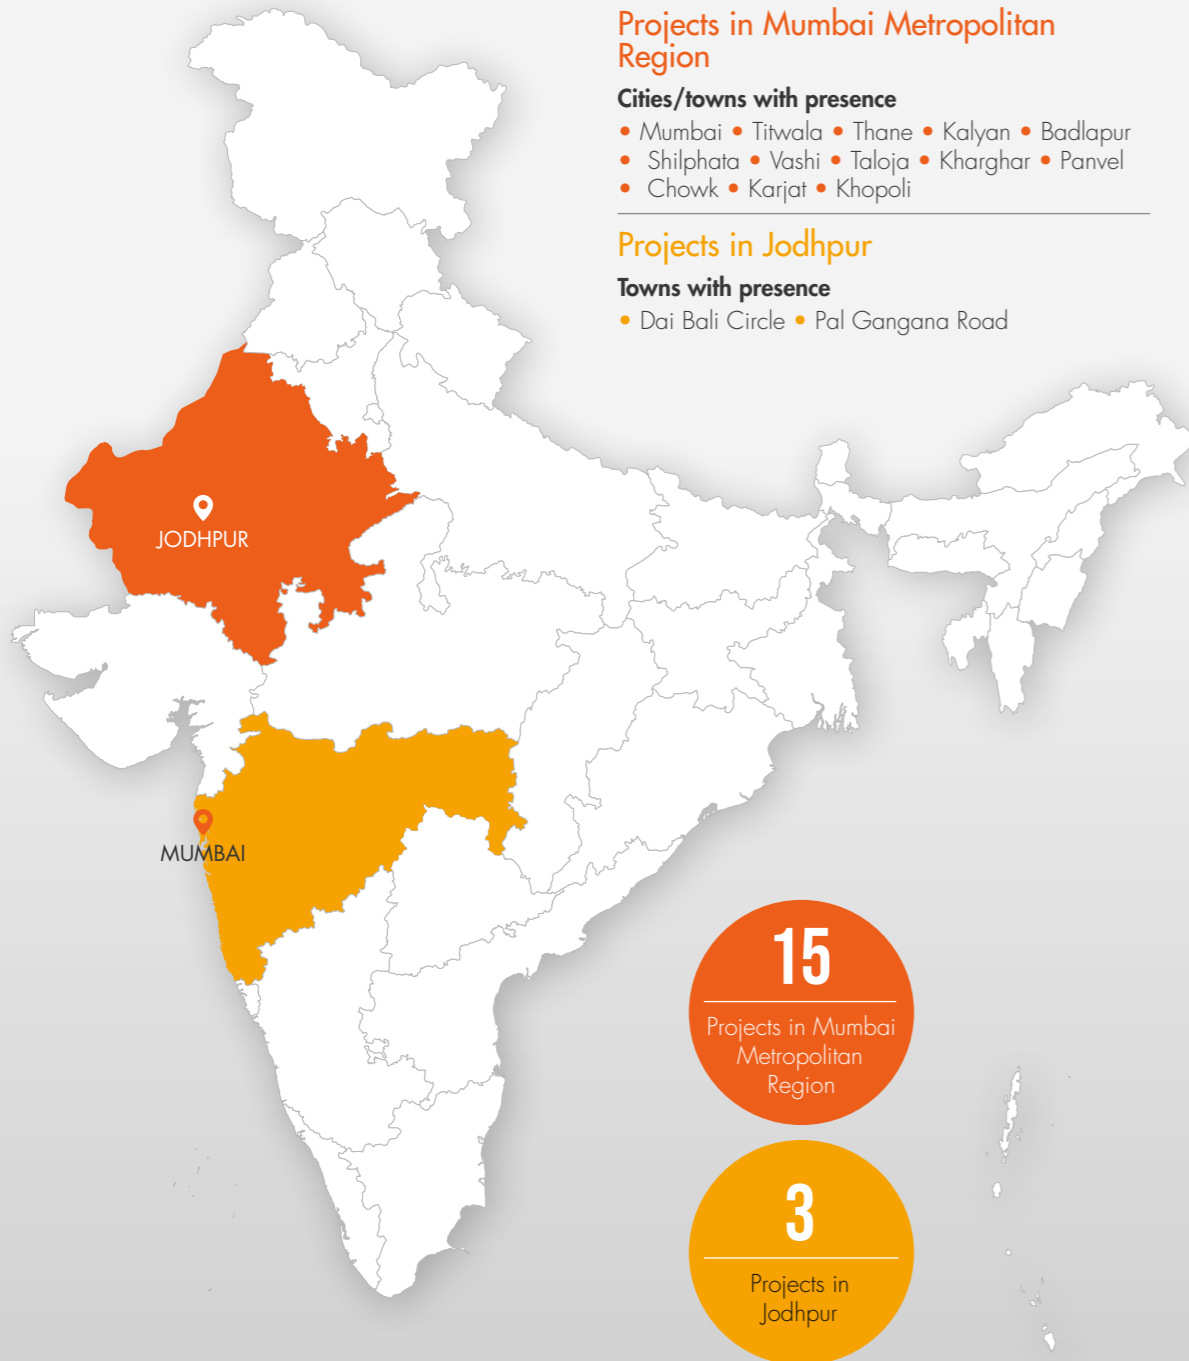 Projects in Mumbai Metropolitan
Region
Cities/towns with presence
• Mumbai • Titwala • Thane • Kalyan • Badlapur
• Shilphata • Vashi • Taloja • Kharghar • Panvel
• Chowk • Karjat • Khopoli
Projects in Jodhpur
Towns with presence
• Dai Bali Circle • Pal Gangana Road
JODHPUR
MUMBAI
15
Projects in Mumbai
Metropolitan
Region
3
Projects in
Jodhpur